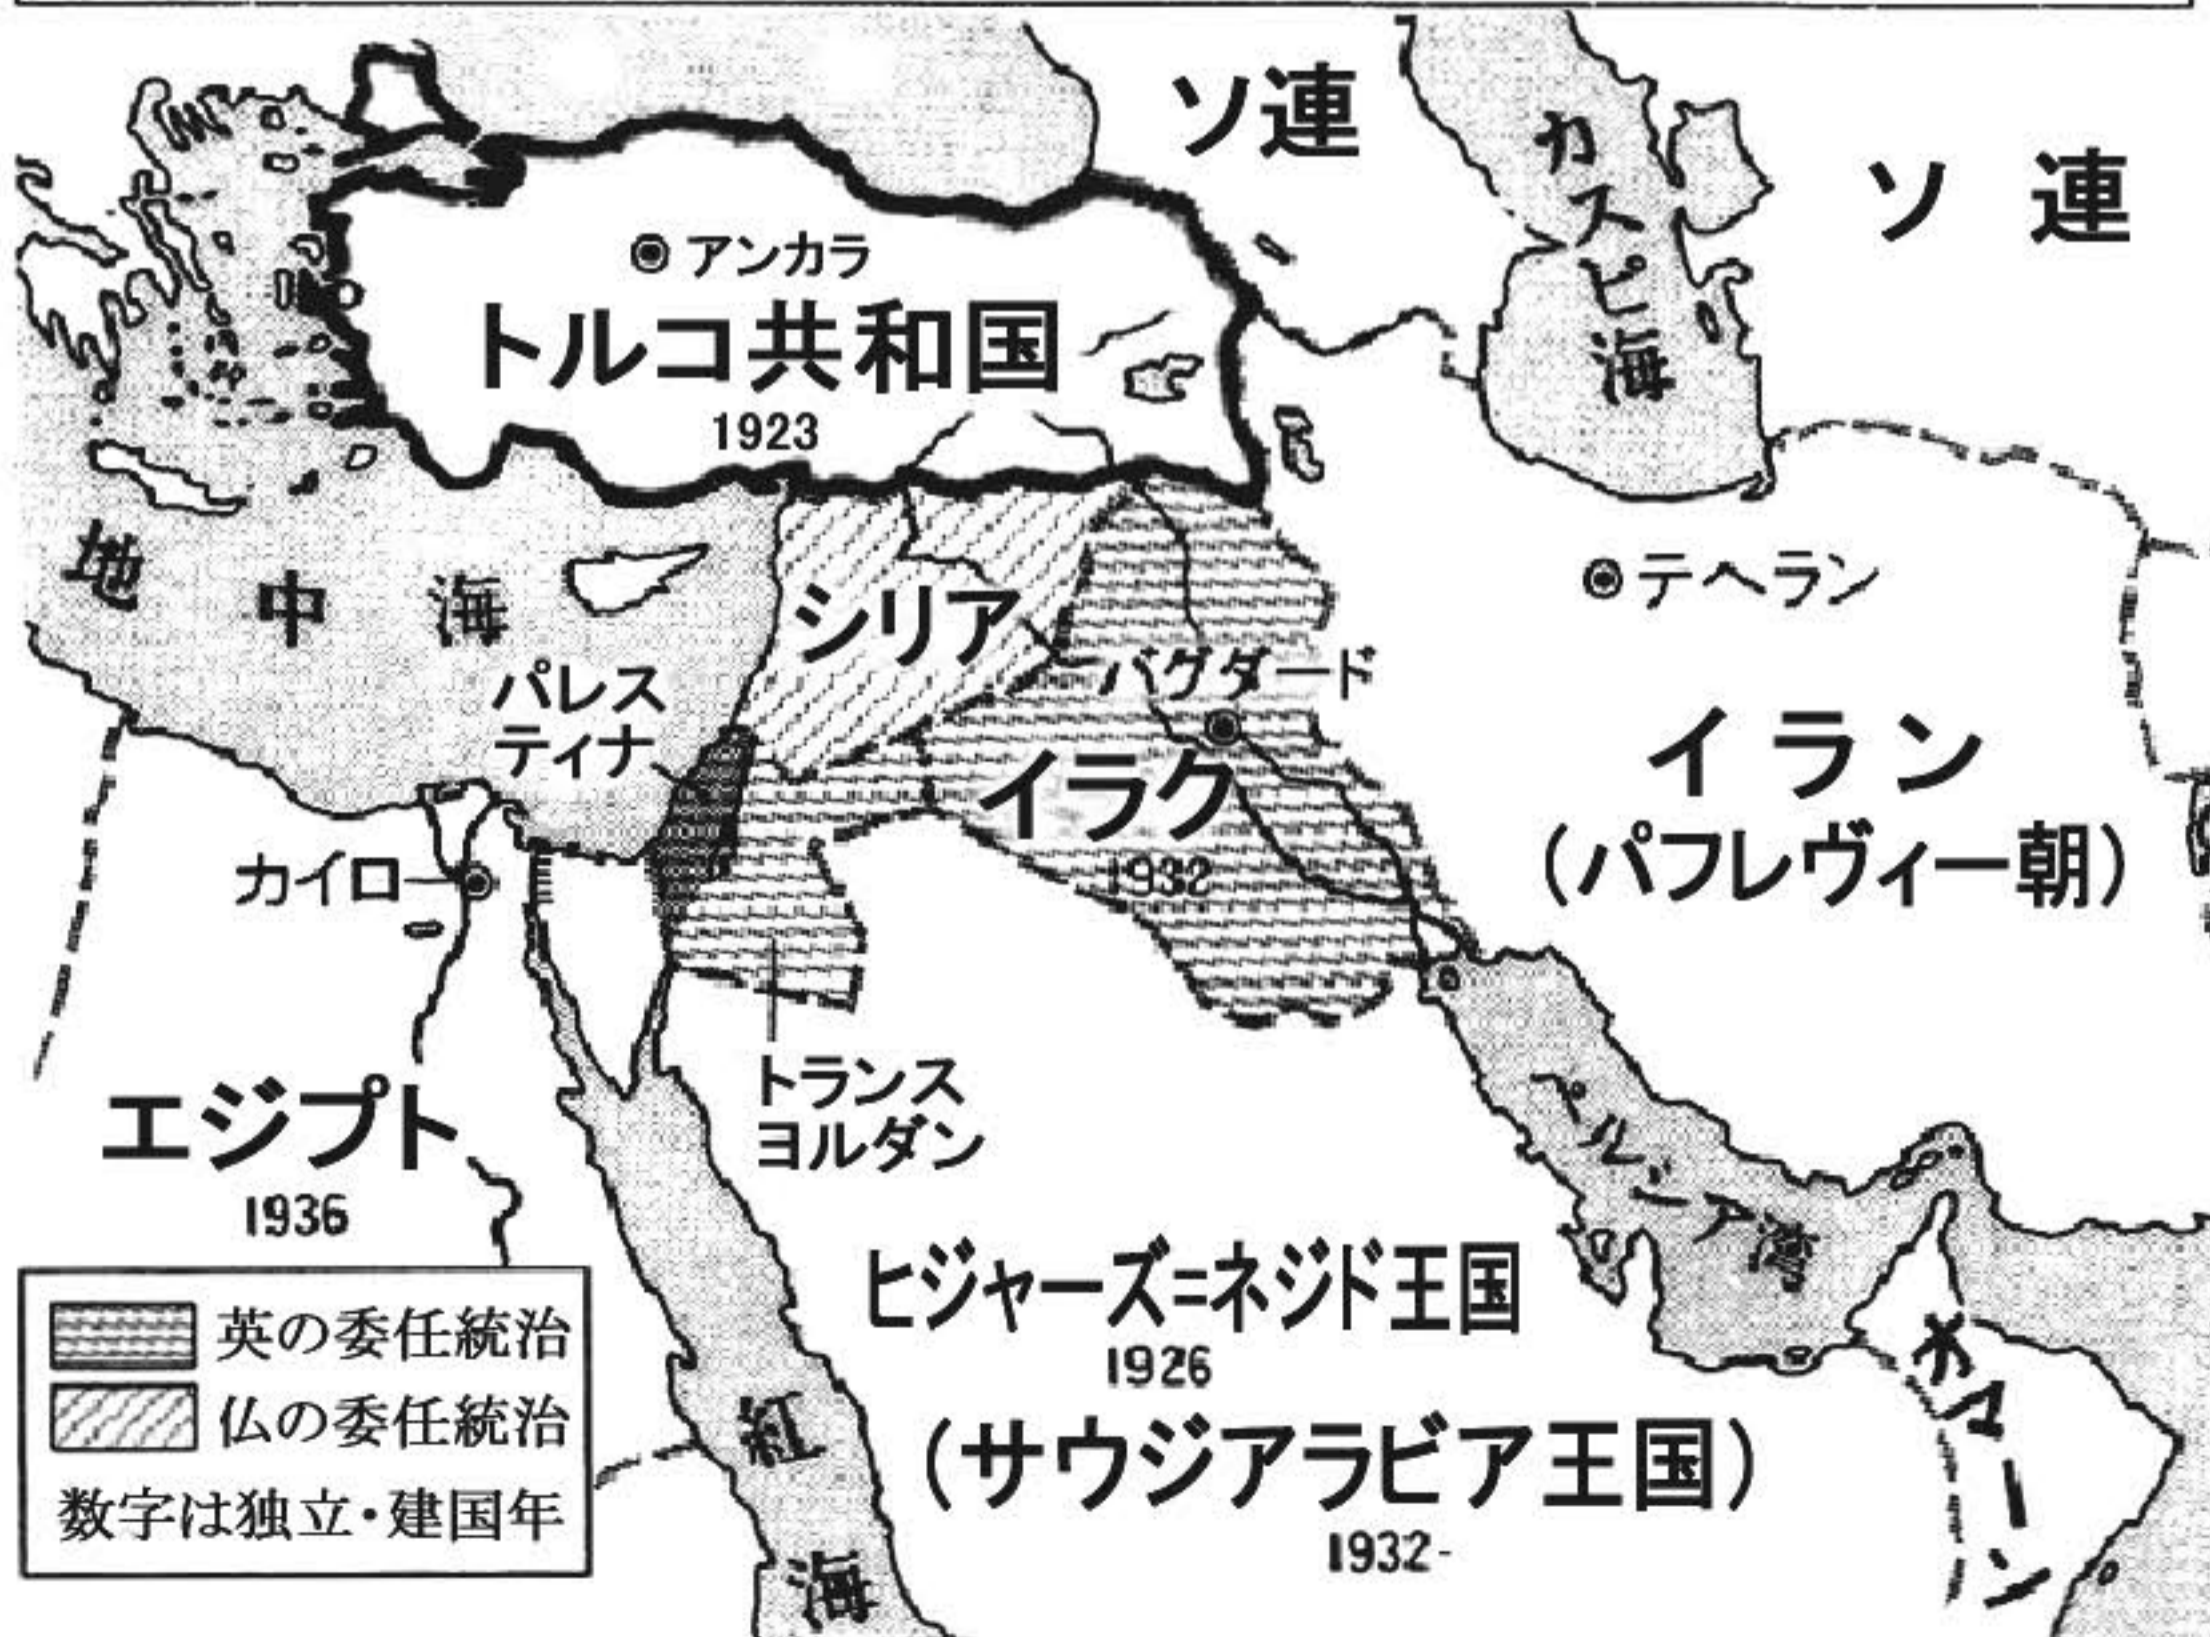 ソ連
カスピ海
ソ連
アンカラ
トルコ共和国
1923
地中海
シリア
テヘラン
パレス
ティナ
バグダード
イラク
1932
イラン
(パフレヴィー朝)
カイロ
トランス
ヨルダン
エジプト
1936
ペルシア湾
ヒジャーズ=ネジド王国
1926
(サウジアラビア王国)
1932-
オマーン
紅海
英の委任統治
仏の委任統治
数字は独立・建国年